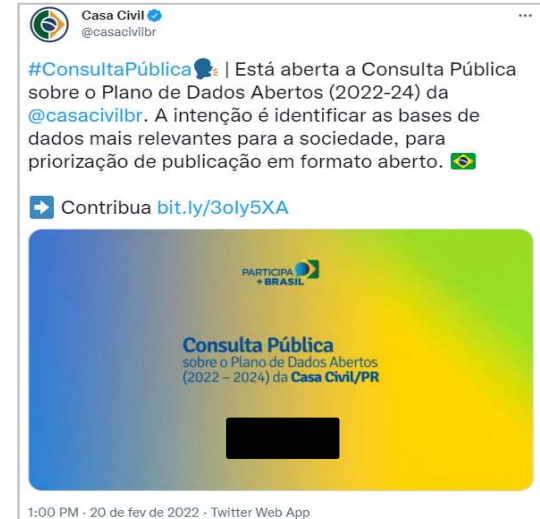 Casa Civil
@casacivilbr
#ConsultaPública | Está aberta a Consulta Pública
sobre o Plano de Dados Abertos (2022-24) da
@casacivilbr. A intenção é identificar as bases de
dados mais relevantes para a sociedade, para
priorização de publicação em formato aberto.
Contribua bit.ly/3oIy5XA
PARTICIPA
+BRASIL
Consulta Pública
sobre o Plano de Dados Abertos
(2022 – 2024) da Casa Civil/PR
1:00 PM · 20 de fev de 2022 · Twitter Web App